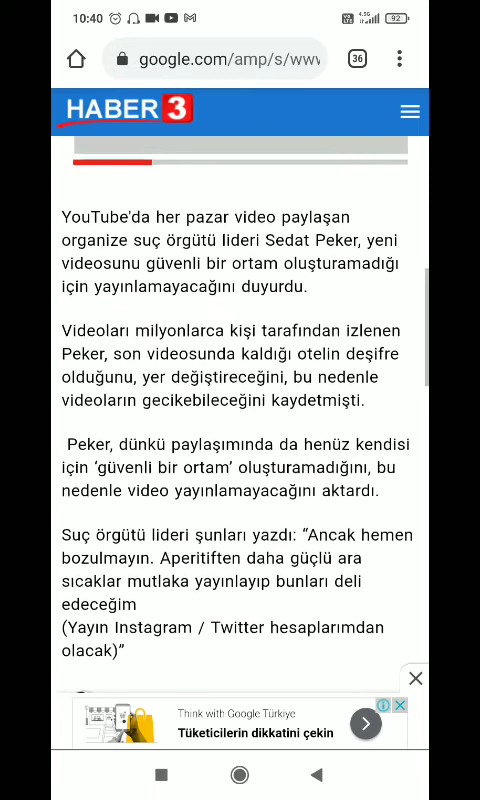 10:40
92
google.com/amp/s/www
36
HABER 3
YouTube'da her pazar video paylaşan
organize suç örgütü lideri Sedat Peker, yeni
videosunu güvenli bir ortam oluşturamadığı
için yayınlamayacağını duyurdu.
Videoları milyonlarca kişi tarafından izlenen
Peker, son videosunda kaldığı otelin deşifre
olduğunu, yer değiştireceğini, bu nedenle
videoların gecikebileceğini kaydetmişti.
Peker, dünkü paylaşımında da henüz kendisi
için ‘güvenli bir ortam’ oluşturamadığını, bu
nedenle video yayınlamayacağını aktardı.
Suç örgütü lideri şunları yazdı: “Ancak hemen
bozulmayın. Aperitiften daha güçlü ara
sıcaklar mutlaka yayınlayıp bunları deli
edeceğim
(Yayın Instagram / Twitter hesaplarımdan
olacak)”
Think with Google Türkiye
Tüketicilerin dikkatini çekin